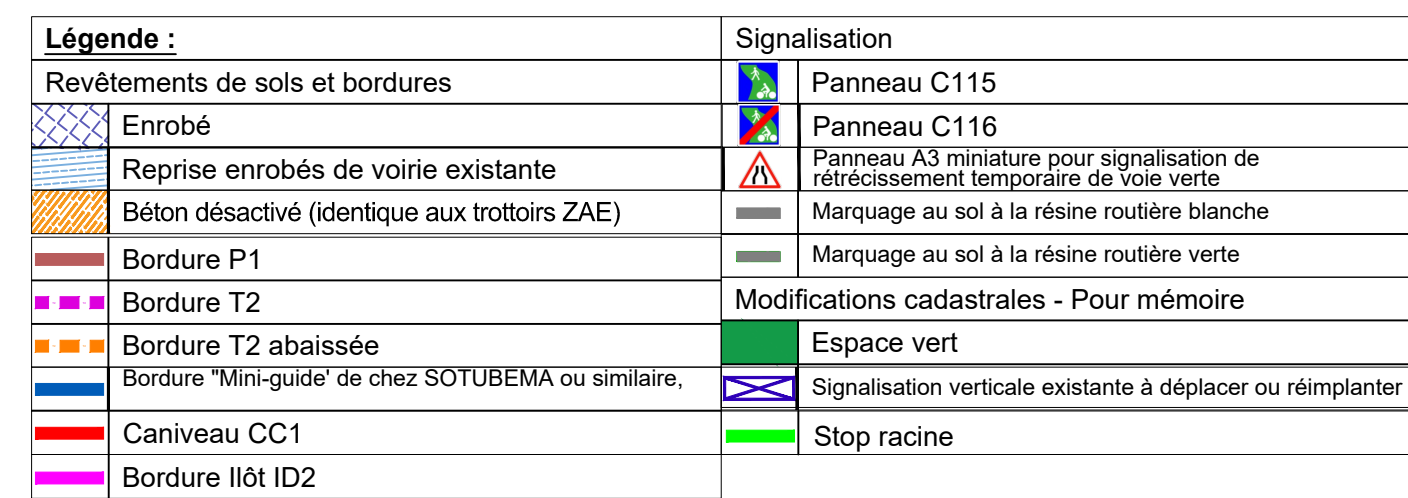 Légende :
Revêtements de sols et bordures
Enrobé
Reprise enrobés de voirie existante
Béton désactivé (identique aux trottoirs ZAE)
Bordure P1
Bordure T2
Bordure T2 abaissée
Bordure "Mini-guide' de chez SOTUBEMA ou similaire,
Caniveau CC1
Bordure Ilôt ID2
Signalisation
Panneau C115
Panneau C116
Panneau A3 miniature pour signalisation de
rétrécissement temporaire de voie verte
Marquage au sol à la résine routière blanche
Marquage au sol à la résine routière verte
Modifications cadastrales - Pour mémoire
Espace vert
Signalisation verticale existante à déplacer ou réimplanter
Stop racine